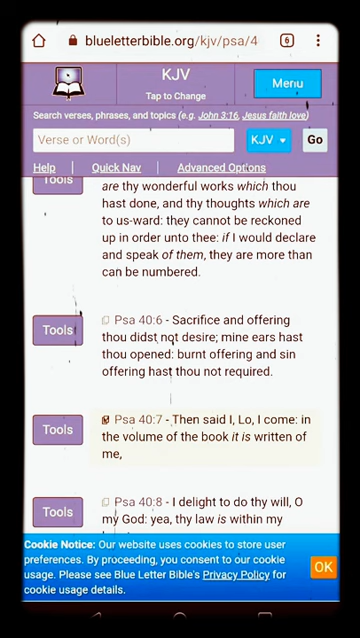 blueletterbible.org/kjv/psa/4
6
KJV
Tap to Change
Menu
Search verses, phrases, and topics (e.g. John 3:16, Jesus faith love)
Verse or Word(s)
KJV
Go
Help | Quick Nav | Advanced Options
Tools
are thy wonderful works which thou
hast done, and thy thoughts which are
to us-ward: they cannot be reckoned
up in order unto thee: if I would declare
and speak of them, they are more than
can be numbered.
Tools
Psa 40:6 - Sacrifice and offering
thou didst not desire; mine ears hast
thou opened: burnt offering and sin
offering hast thou not required.
Tools
Psa 40:7 - Then said I, Lo, I come: in
the volume of the book it is written of
me,
Tools
Psa 40:8 - I delight to do thy will, O
my God: yea, thy law is within my
Cookie Notice: Our website uses cookies to store user
preferences. By proceeding, you consent to our cookie
usage. Please see Blue Letter Bible's Privacy Policy for
cookie usage details.
OK